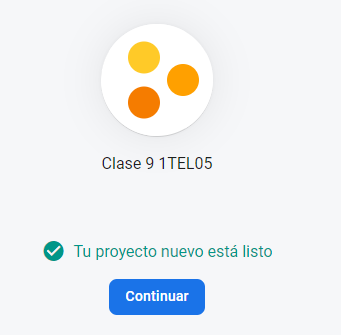 Clase 9 1TEL05
Tu proyecto nuevo está listo
Continuar